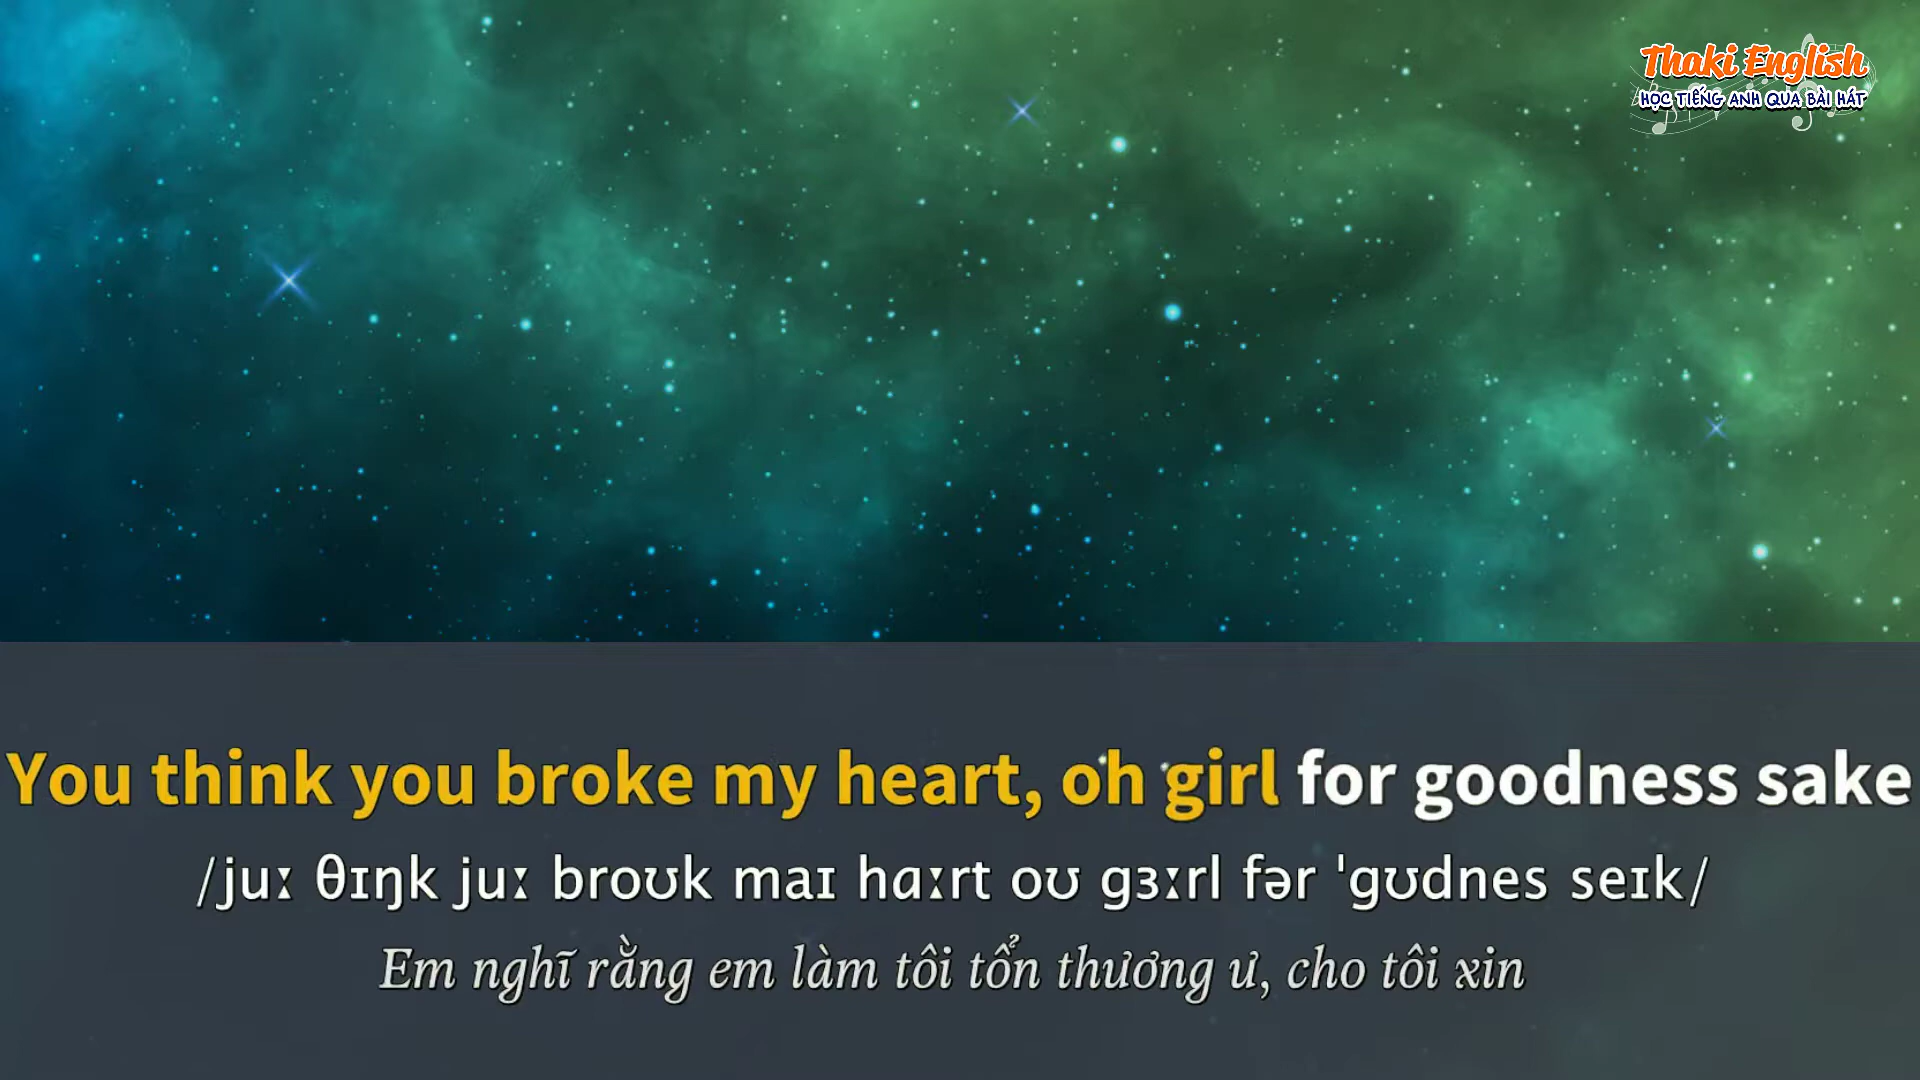 Thaki English
HỌC TIẾNG ANH QUA BÀI HÁT
You think you broke my heart, oh girl for goodness sake
/juː θɪŋk juː broʊk maɪ hɑːrt oʊ gɜːrl fər ˈgʊdnes seɪk/
Em nghĩ rằng em làm tôi tổn thương ư, cho tôi xin